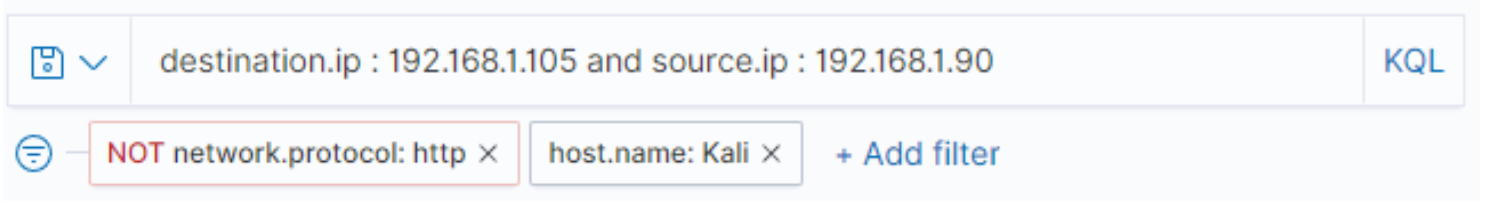 destination.ip : 192.168.1.105 and source.ip : 192.168.1.90 KQL
NOT network.protocol: http × host.name: Kali × + Add filter